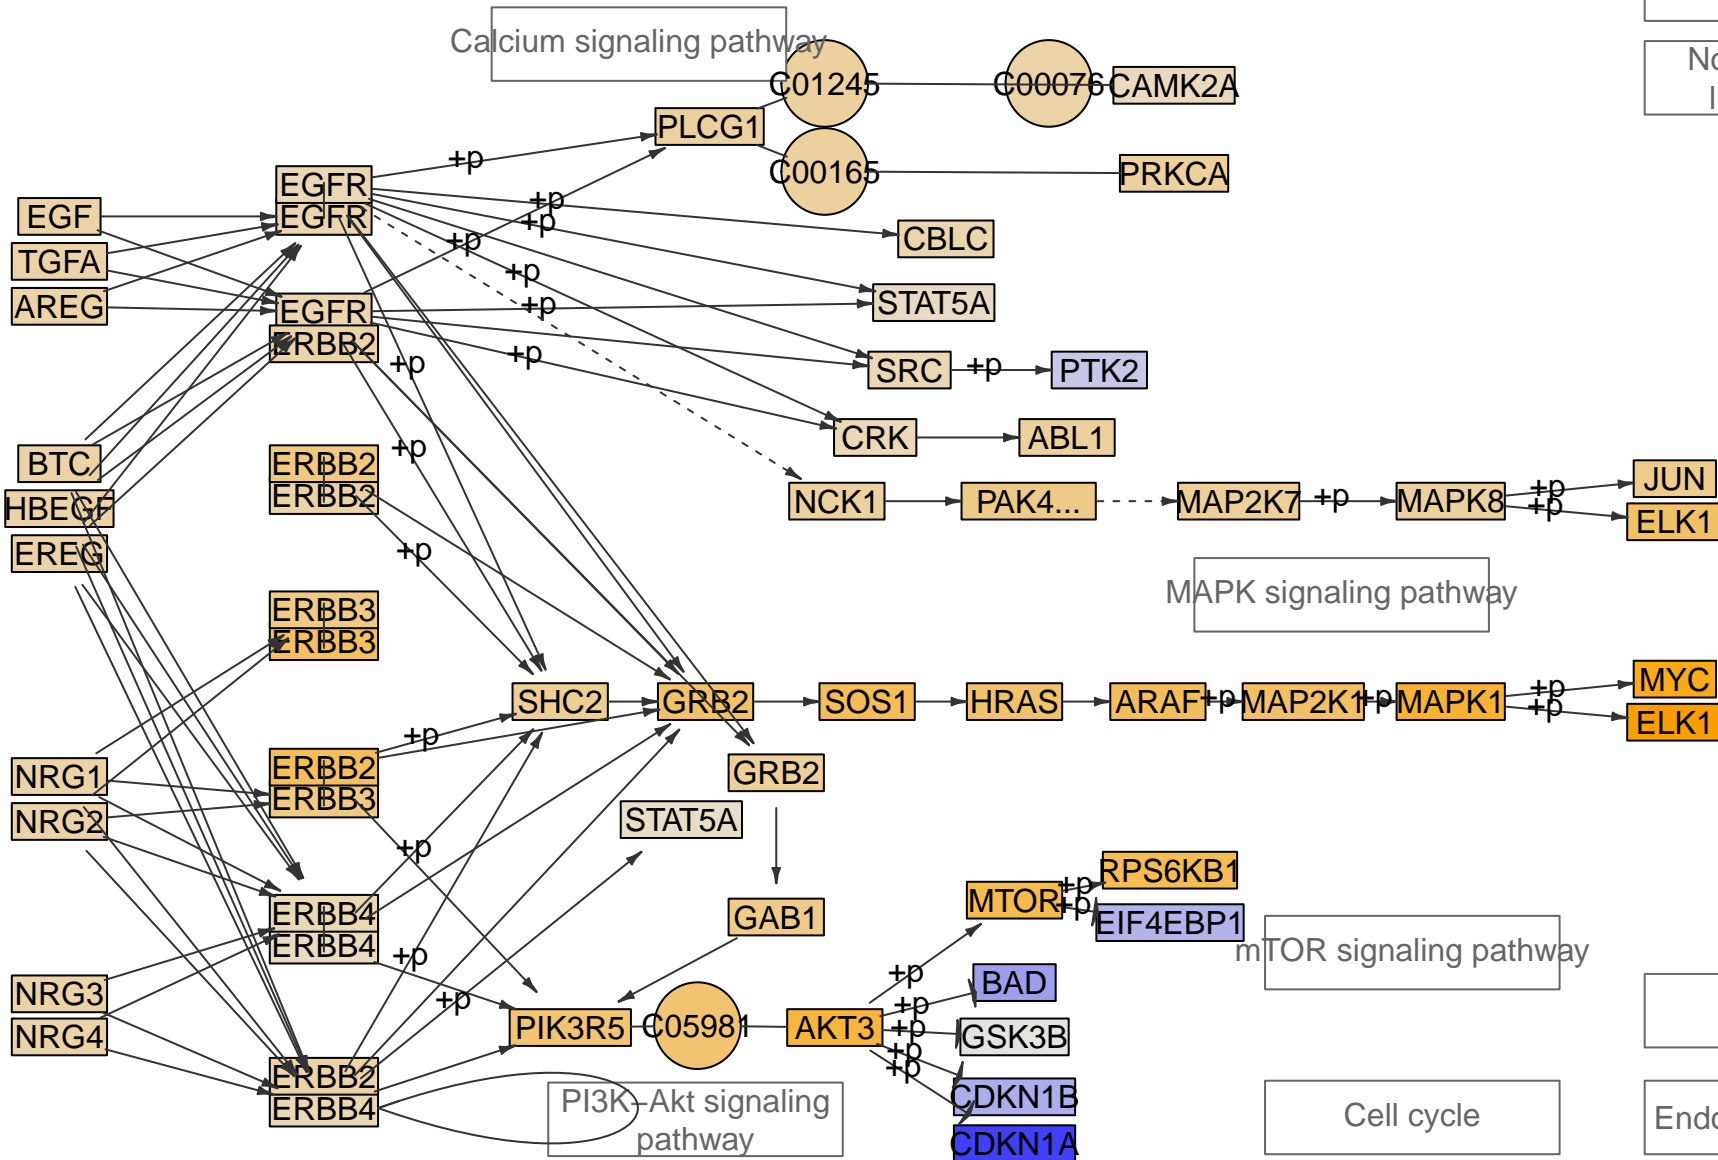 Calcium signaling pathway
No
I
C01245
C00076
CAMK2A
PLCG1
+p
C00165
PRKCA
EGFR
EGFR
EGF
+p
+p
CBLC
TGFA
+p
+p
AREG
EGFR
+p
STAT5A
ERBB2
+p
+p
SRC
+p
PTK2
CRK
ABL1
+p
BTC
ERBB2
ERBB2
HBEGF
NCK1
PAK4...
MAP2K7
+p
MAPK8
+p
+p
JUN
ELK1
EREG
+p
MAPK signaling pathway
ERBB3
ERBB3
SHC2
GRB2
SOS1
HRAS
ARAF
+p
MAP2K1
+p
MAPK1
+p
+p
MYC
ELK1
+p
NRG1
ERBB2
ERBB3
GRB2
NRG2
STAT5A
+p
RPS6KB1
+p
+p
MTOR
EIF4EBP1
ERBB4
ERBB4
GAB1
mTOR signaling pathway
+p
+p
BAD
NRG3
+p
+p
NRG4
PIK3R5
C05981
AKT3
+p
GSK3B
+p
+p
ERBB2
ERBB4
PI3K–Akt signaling
pathway
CDKN1B
CDKN1A
Cell cycle
Endo